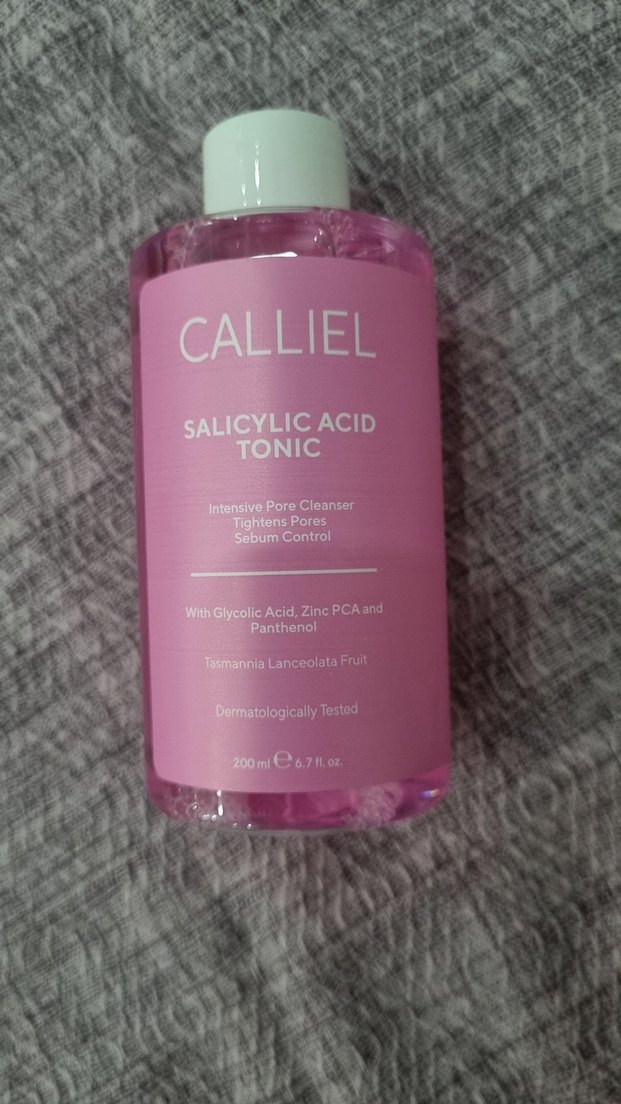 CALLIEL
SALICYLIC ACID
TONIC
Intensive Pore Cleanser
Tightens Pores
Sebum Control
With Glycolic Acid, Zinc PCA and
Panthenol
Tasmannia Lanceolata Fruit
Dermatologically Tested
200 ml ℮ 6.7 fl. oz.